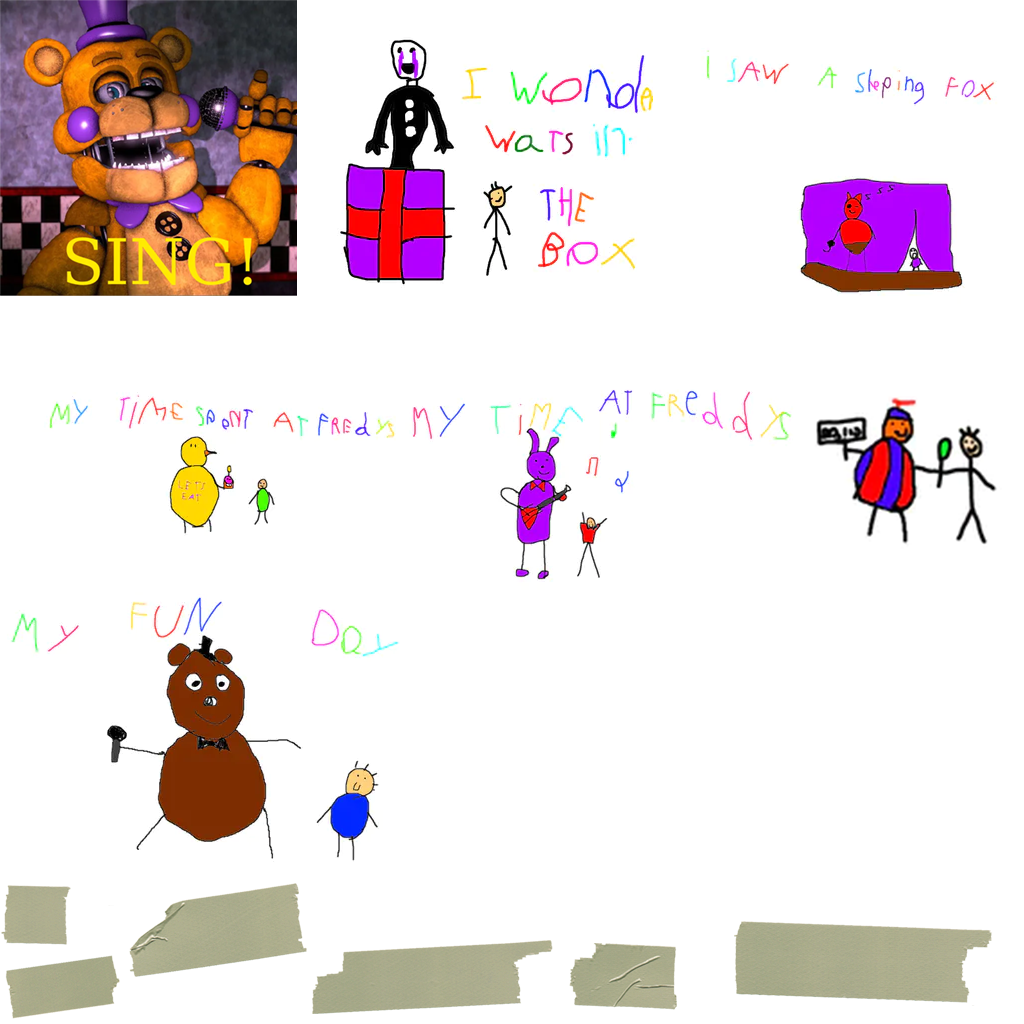 SING!
I WONDA
WATS in
THE
BOX
I SAW A Sleping FOX
MY TIME SPENT AT FREDYS
MY TIME AT FREddYS
LETS
EAT
MY FUN DAY